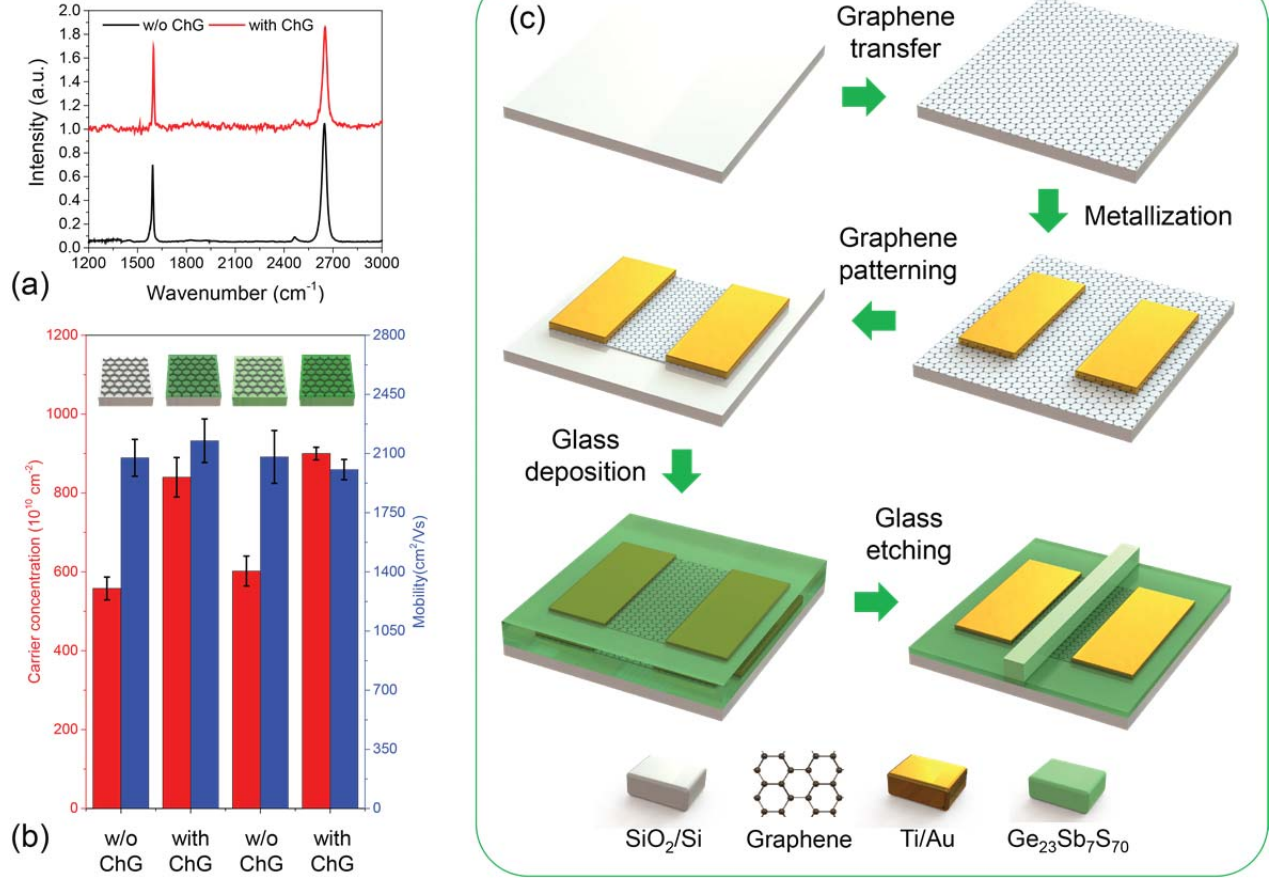 w/o ChG
with ChG
2.0
1.8
1.6
1.4
1.2
1.0
0.8
0.6
0.4
0.2
0.0
Intensity (a.u.)
1200 1500 1800 2100 2400 2700 3000
Wavenumber (cm⁻¹)
(a)
1200
1000
800
600
400
200
0
Carrier concentration (10¹⁰ cm⁻²)
2800
2450
2100
1750
1400
1050
700
350
0
Mobility(cm²/Vs)
w/o with w/o with
ChG ChG ChG ChG
(b)
(c)
Graphene
transfer
Metallization
Graphene
patterning
Glass
deposition
Glass
etching
SiO₂/Si Graphene Ti/Au Ge₂₃Sb₇S₇₀